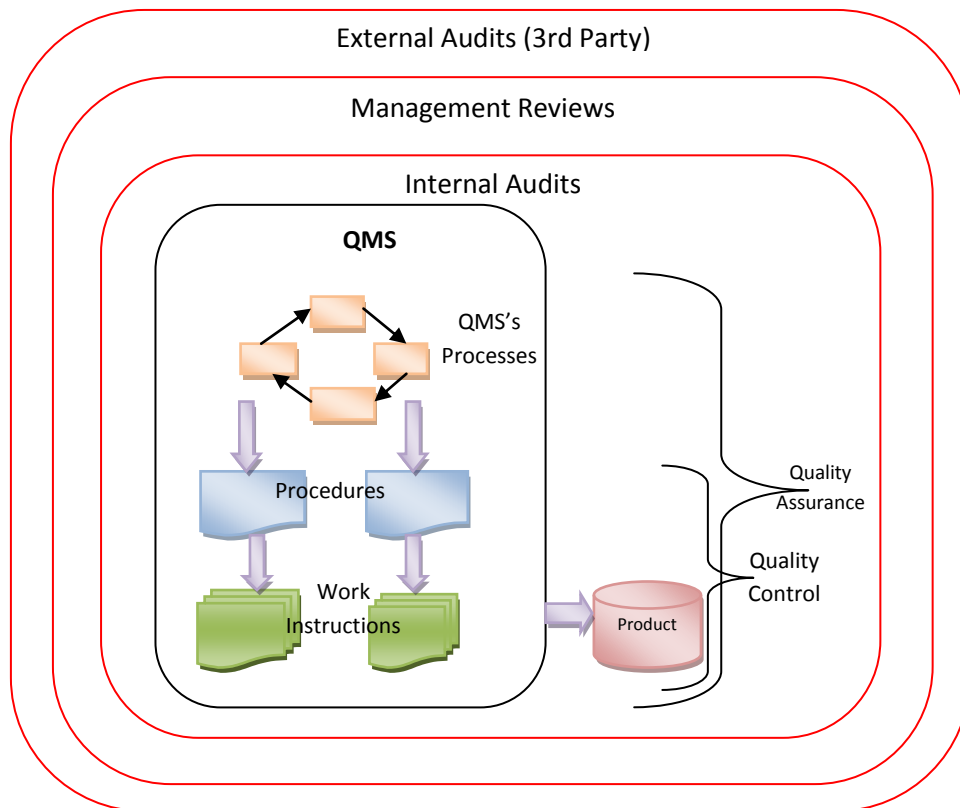 External Audits (3rd Party)
Management Reviews
Internal Audits
QMS
QMS’s
Processes
Procedures
Work
Instructions
Product
Quality
Assurance
Quality
Control